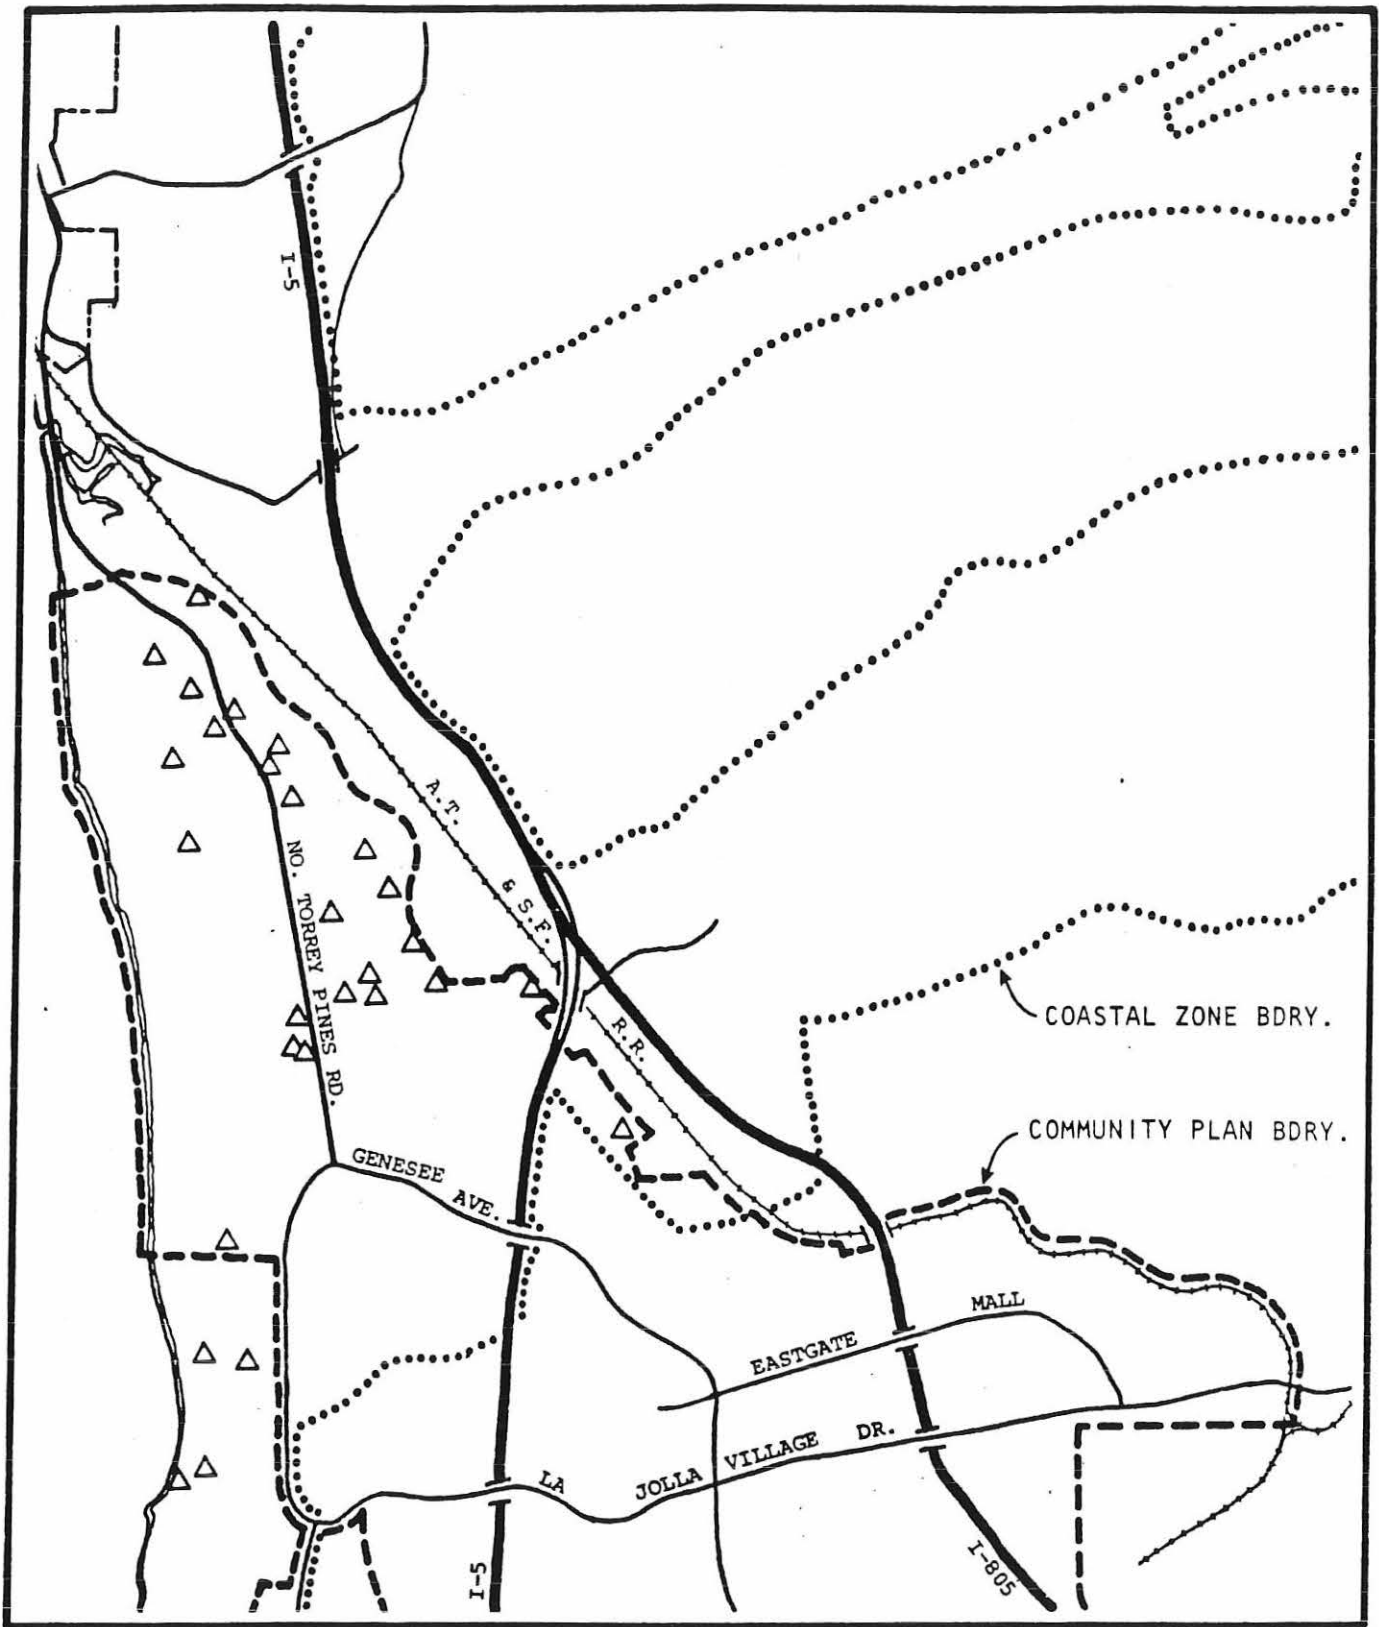 I-5
A.T.
& S.F.
R.R.
NO. TORREY PINES RD.
COASTAL ZONE BDRY.
COMMUNITY PLAN BDRY.
GENESEE AVE.
EASTGATE MALL
LA JOLLA VILLAGE DR.
I-5
I-805